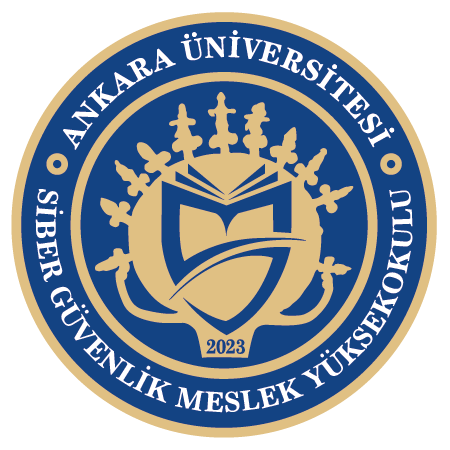 ANKARA ÜNİVERSİTESİ
SİBER GÜVENLİK MESLEK YÜKSEKOKULU
2023